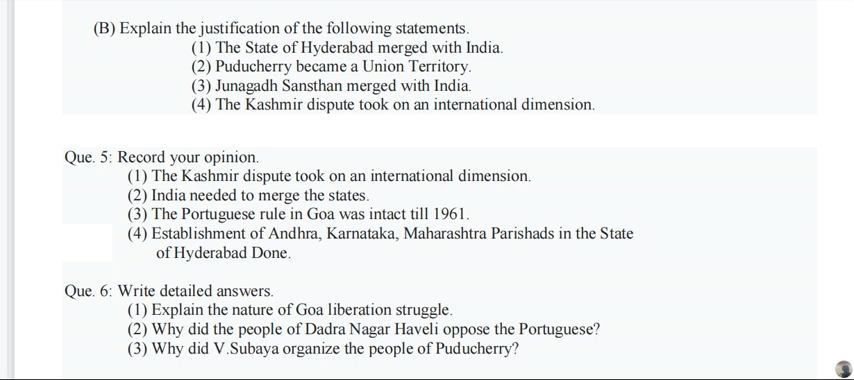 (B) Explain the justification of the following statements.
(1) The State of Hyderabad merged with India.
(2) Puducherry became a Union Territory.
(3) Junagadh Sansthan merged with India.
(4) The Kashmir dispute took on an international dimension.
Que. 5: Record your opinion.
(1) The Kashmir dispute took on an international dimension.
(2) India needed to merge the states.
(3) The Portuguese rule in Goa was intact till 1961.
(4) Establishment of Andhra, Karnataka, Maharashtra Parishads in the State
of Hyderabad Done.
Que. 6: Write detailed answers.
(1) Explain the nature of Goa liberation struggle.
(2) Why did the people of Dadra Nagar Haveli oppose the Portuguese?
(3) Why did V.Subaya organize the people of Puducherry?